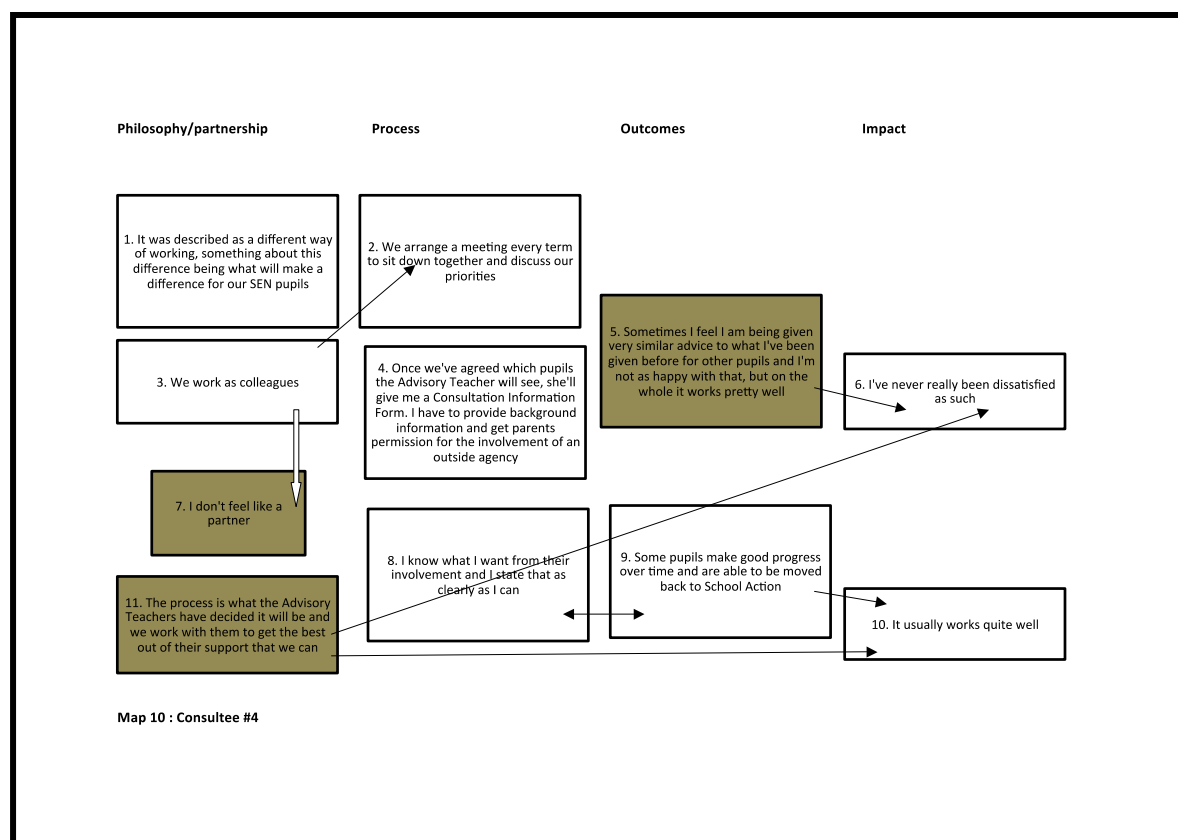 Philosophy/partnership
Process
Outcomes
Impact
1. It was described as a different way
of working, something about this
difference being what will make a
difference for our SEN pupils
2. We arrange a meeting every term
to sit down together and discuss our
priorities
3. We work as colleagues
4. Once we've agreed which pupils
the Advisory Teacher will see, she'll
give me a Consultation Information
Form. I have to provide background
information and get parents
permission for the involvement of an
outside agency
5. Sometimes I feel I am being given
very similar advice to what I've been
given before for other pupils and I'm
not as happy with that, but on the
whole it works pretty well
6. I've never really been dissatisfied
as such
7. I don't feel like a
partner
8. I know what I want from their
involvement and I state that as
clearly as I can
9. Some pupils make good progress
over time and are able to be moved
back to School Action
10. It usually works quite well
11. The process is what the Advisory
Teachers have decided it will be and
we work with them to get the best
out of their support that we can
Map 10 : Consultee #4